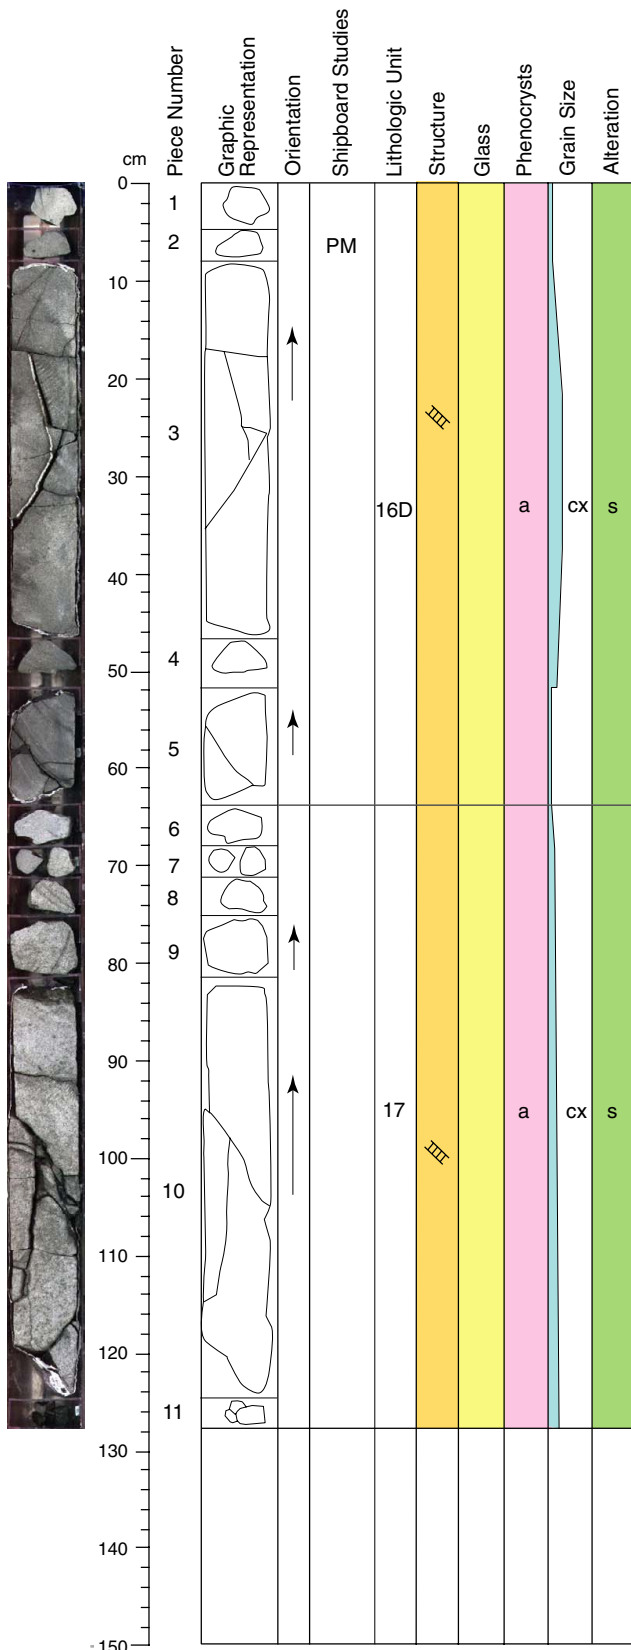 cm
Piece Number
Graphic
Representation
Orientation
Shipboard Studies
Lithologic Unit
Structure
Glass
Phenocrysts
Grain Size
Alteration
0
1
2
PM
10
20
3
30
16D
a
cx
s
40
4
50
5
60
6
70
7
8
9
80
90
17
a
cx
s
100
10
110
120
11
130
140
150